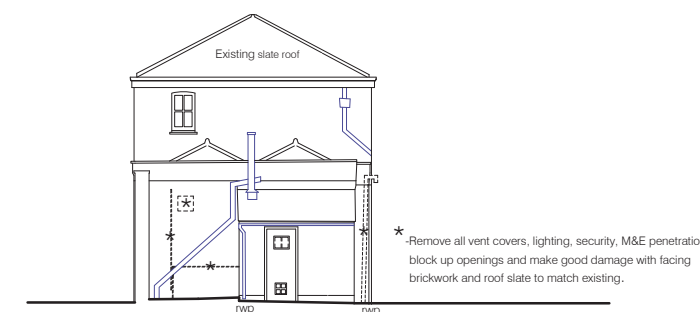 Existing slate roof
*
*
*
*
* -Remove all vent covers, lighting, security, M&E penetratio
block up openings and make good damage with facing
brickwork and roof slate to match existing.
rwp
rwp